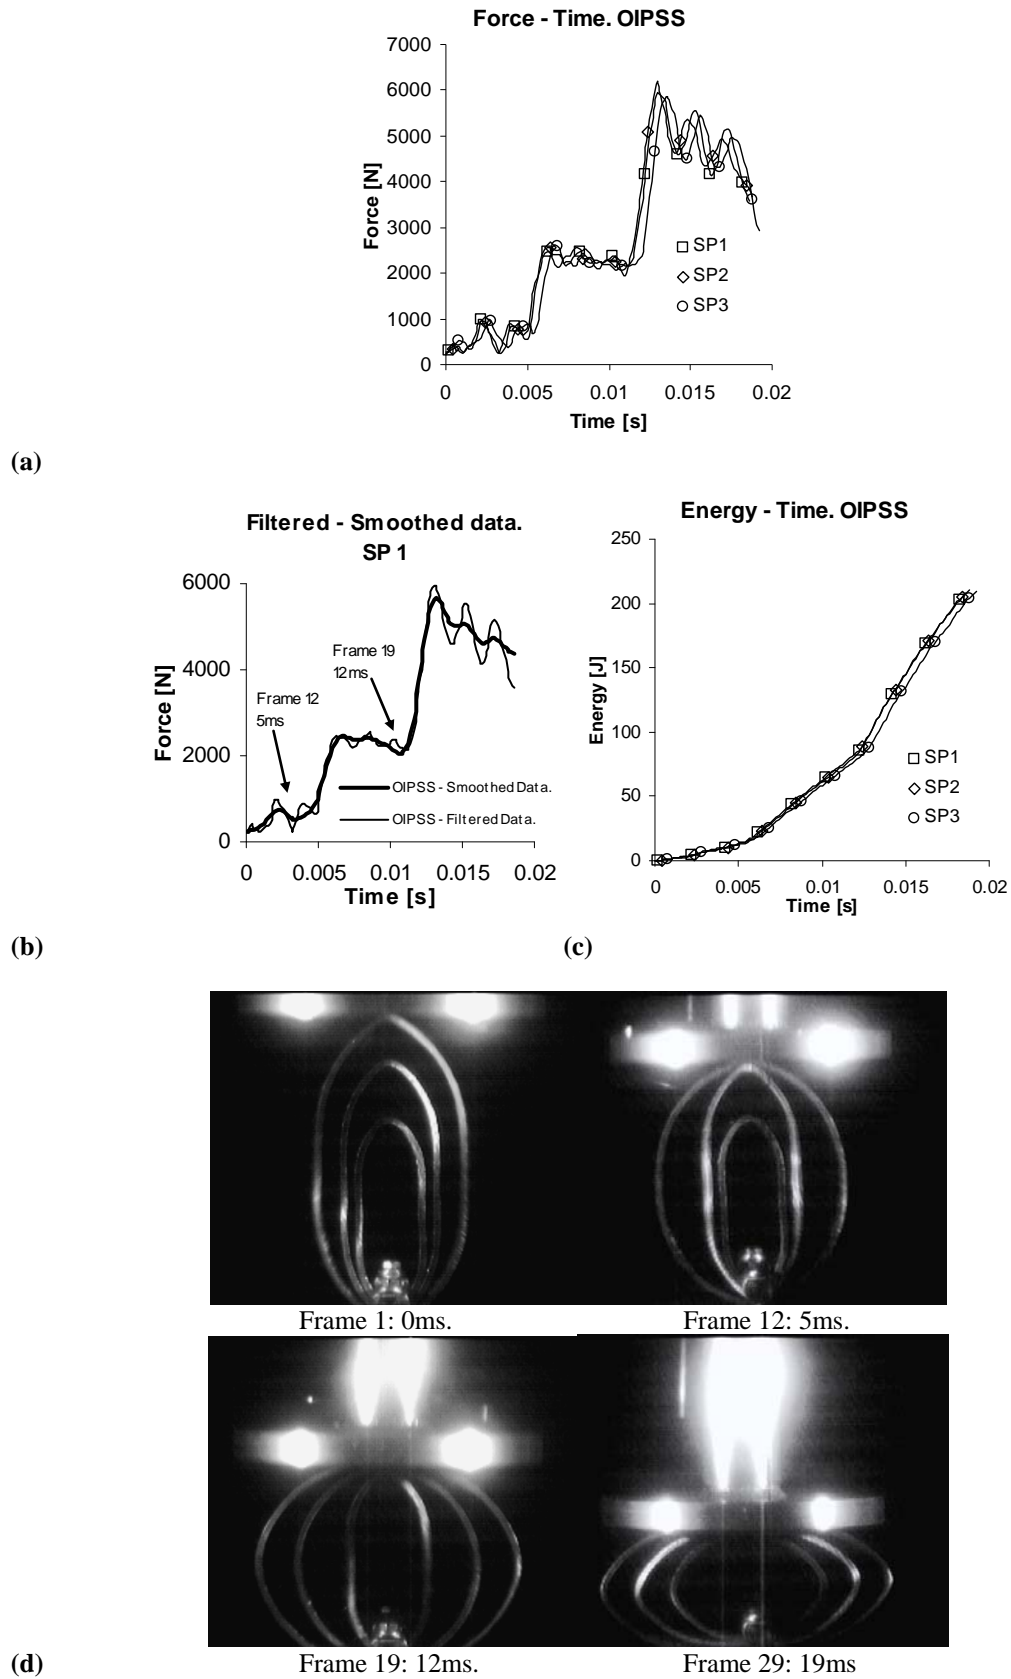 Force - Time. OIPSS
7000
6000
5000
4000
3000
2000
1000
0
Force [N]
SP1
SP2
SP3
0 0.005 0.01 0.015 0.02
Time [s]
(a)
Filtered - Smoothed data.
SP 1
6000
4000
2000
0
Force [N]
Frame 19
12ms
Frame 12
5ms
OIPSS - Smoothed Data.
OIPSS - Filtered Data.
0 0.005 0.01 0.015 0.02
Time [s]
(b)
Energy - Time. OIPSS
250
200
150
100
50
0
Energy [J]
SP1
SP2
SP3
0 0.005 0.01 0.015 0.02
Time [s]
(c)
Frame 1: 0ms.
Frame 12: 5ms.
Frame 19: 12ms.
Frame 29: 19ms
(d)